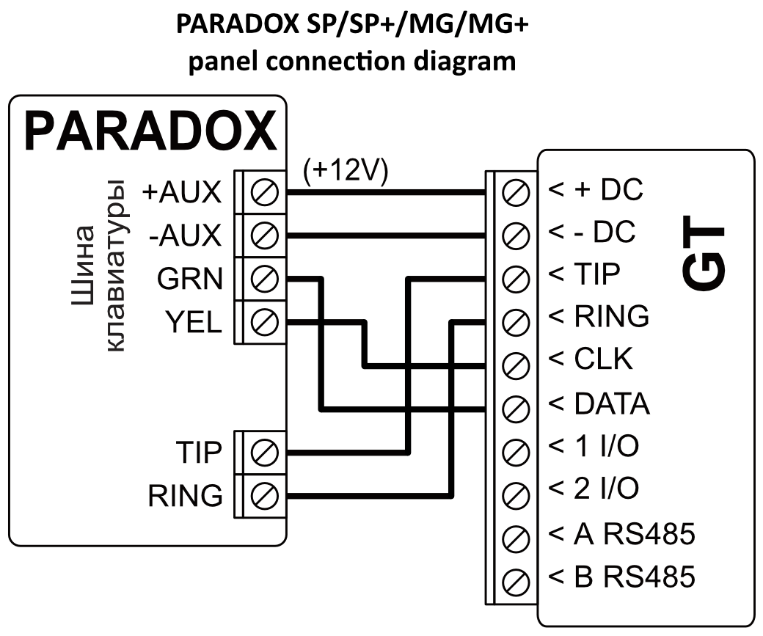 PARADOX SP/SP+/MG/MG+
panel connection diagram
PARADOX
Шина
клавиатуры
+AUX
-AUX
GRN
YEL
TIP
RING
(+12V)
< + DC
< - DC
< TIP
< RING
< CLK
< DATA
< 1 I/O
< 2 I/O
< A RS485
< B RS485
GT